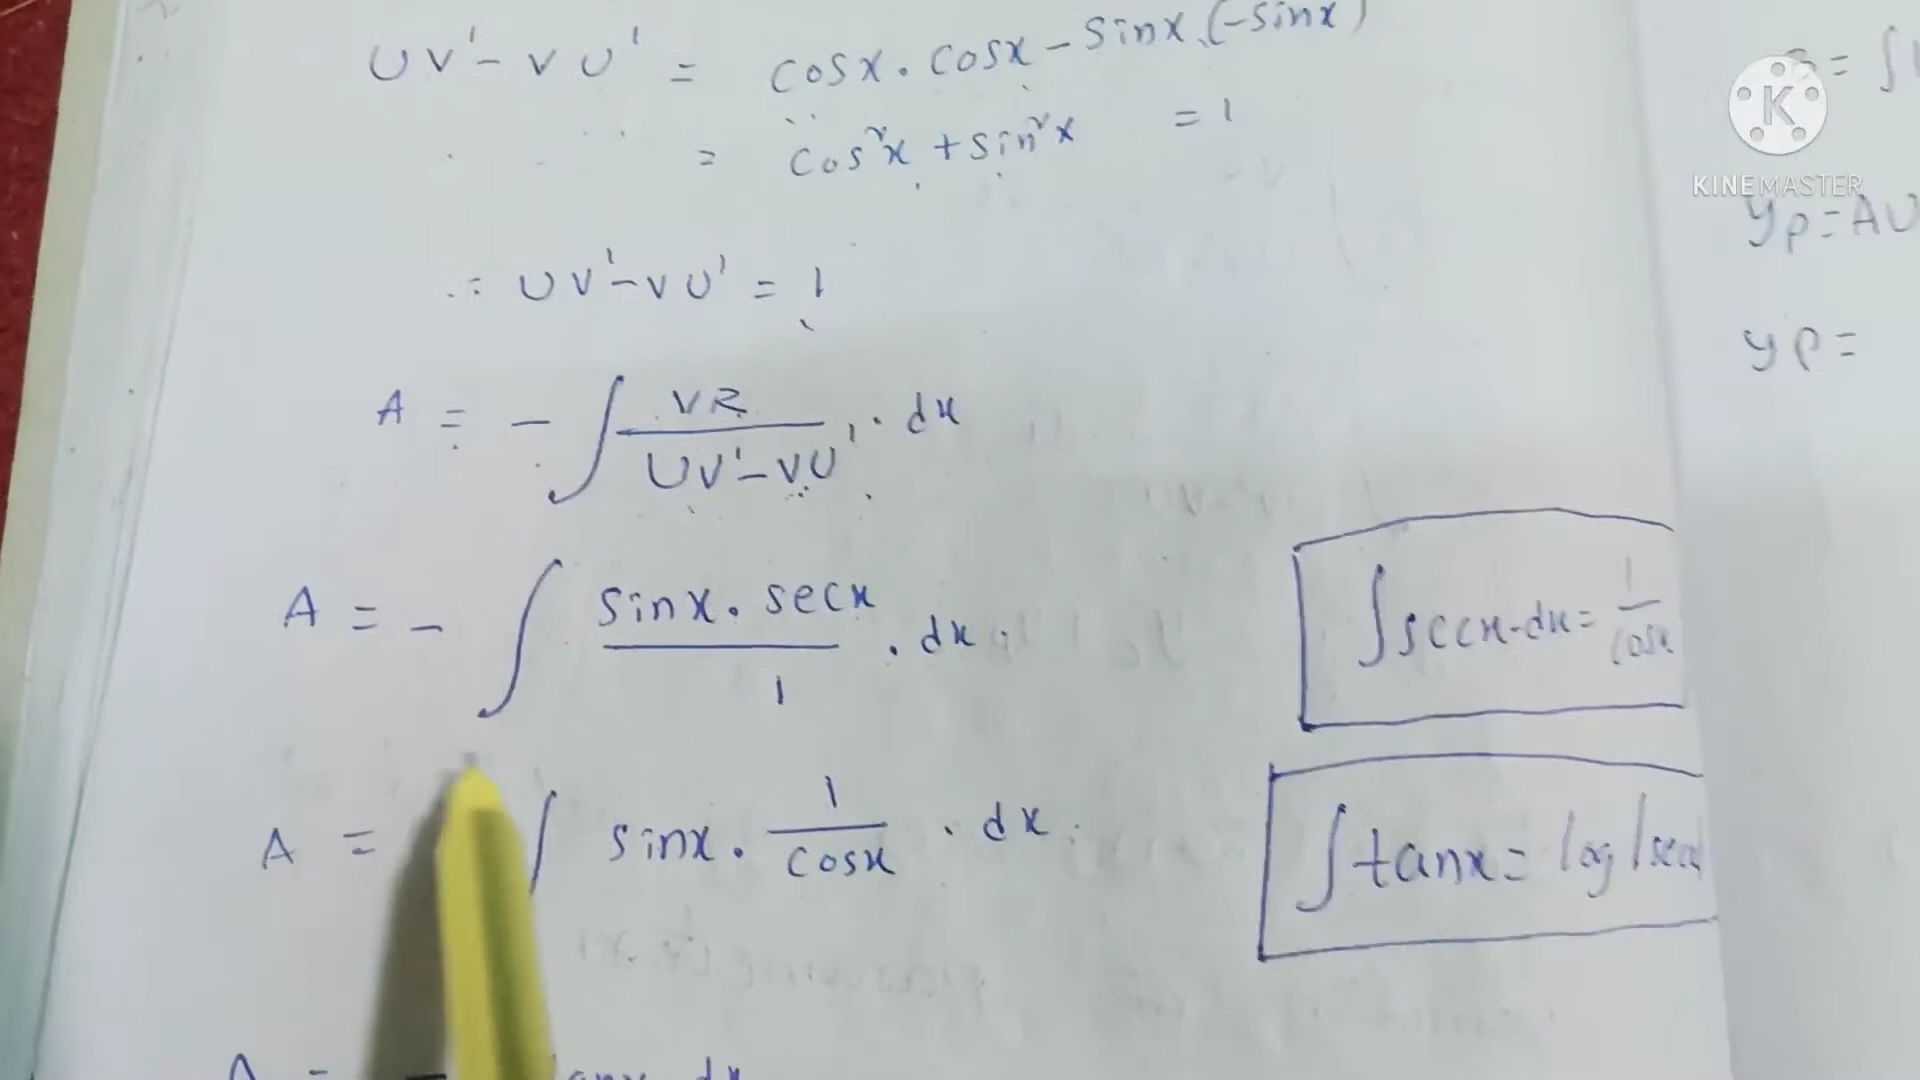 UV' - VU' = cosx . cosx - sinx. (-sinx)
= cos²x + sin²x = 1
∴ UV' - VU' = 1
A = - ∫ VR / UV' - VU' . dx
A = - ∫ sinx. secx / 1 . dx
A = ∫ sinx. 1 / cosx . dx
∫secx.dx = 1 / cosx
∫tanx = log|sec
yp = AU
yp =
KINEMASTER